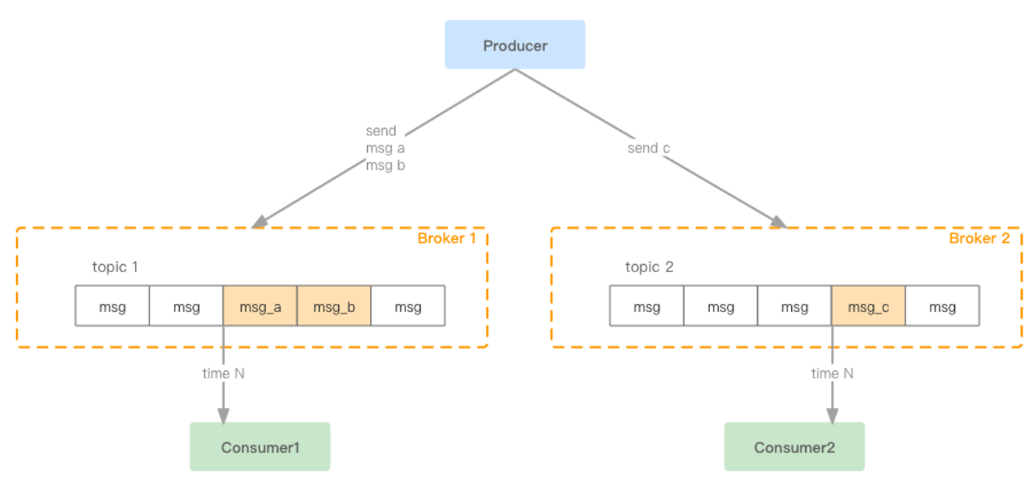 Producer
send
msg a
msg b
send c
Broker 1
Broker 2
topic 1
topic 2
msg msg msg_a msg_b msg
msg msg msg msg_c msg
time N
time N
Consumer1
Consumer2